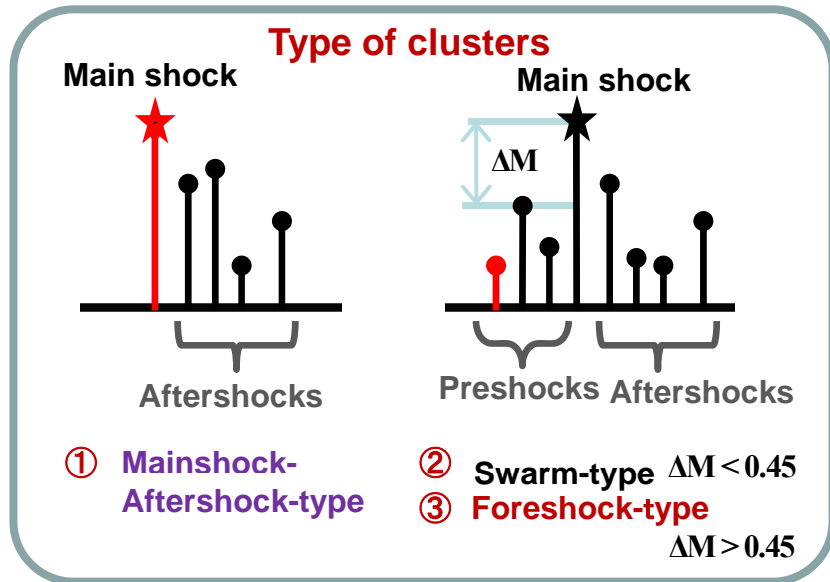 Type of clusters
Main shock
Main shock
ΔM
Aftershocks
Preshocks
Aftershocks
① Mainshock-
Aftershock-type
② Swarm-type ΔM < 0.45
③ Foreshock-type
ΔM > 0.45